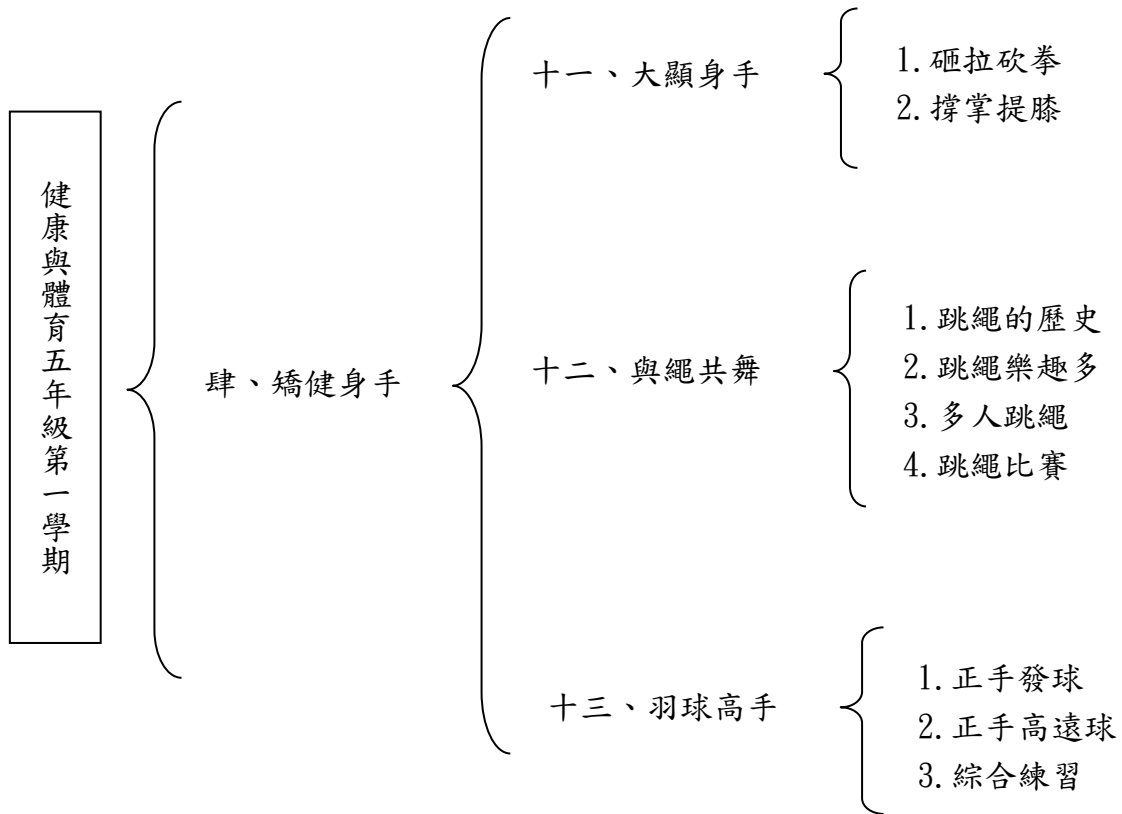 健康與體育五年級第一學期
肆、矯健身手
十一、大顯身手
1.砸拉砍拳
2.撐掌提膝
十二、與繩共舞
1.跳繩的歷史
2.跳繩樂趣多
3.多人跳繩
4.跳繩比賽
十三、羽球高手
1.正手發球
2.正手高遠球
3.綜合練習